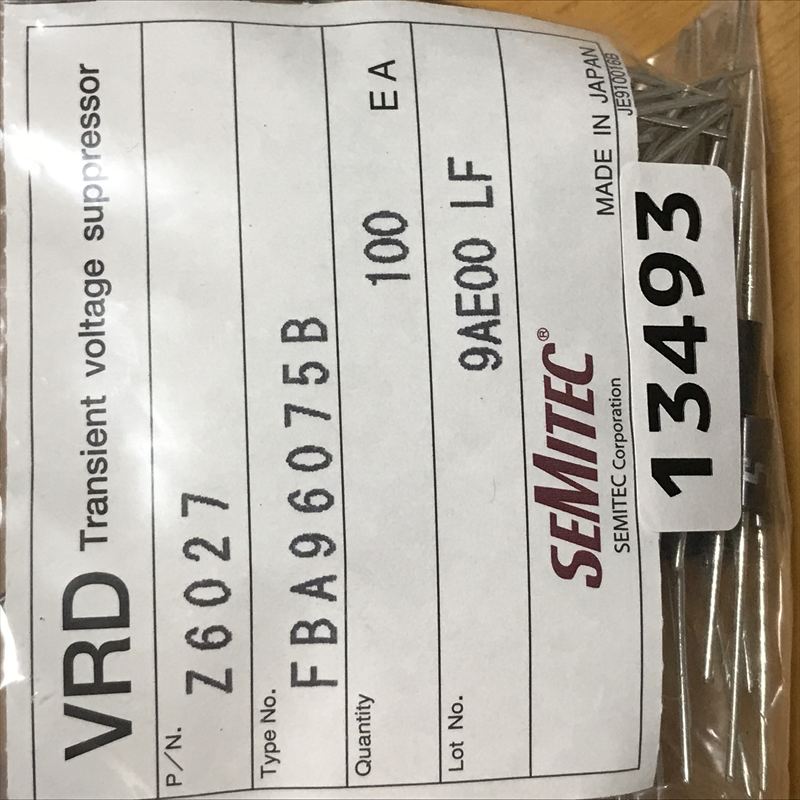 VRD Transient voltage suppressor
P/N. Z6027
Type No. FBA96075B
Quantity 100 EA
Lot No. 9AE00 LF
SEMITEC®
SEMITEC Corporation
MADE IN JAPAN
JE910016B
13493